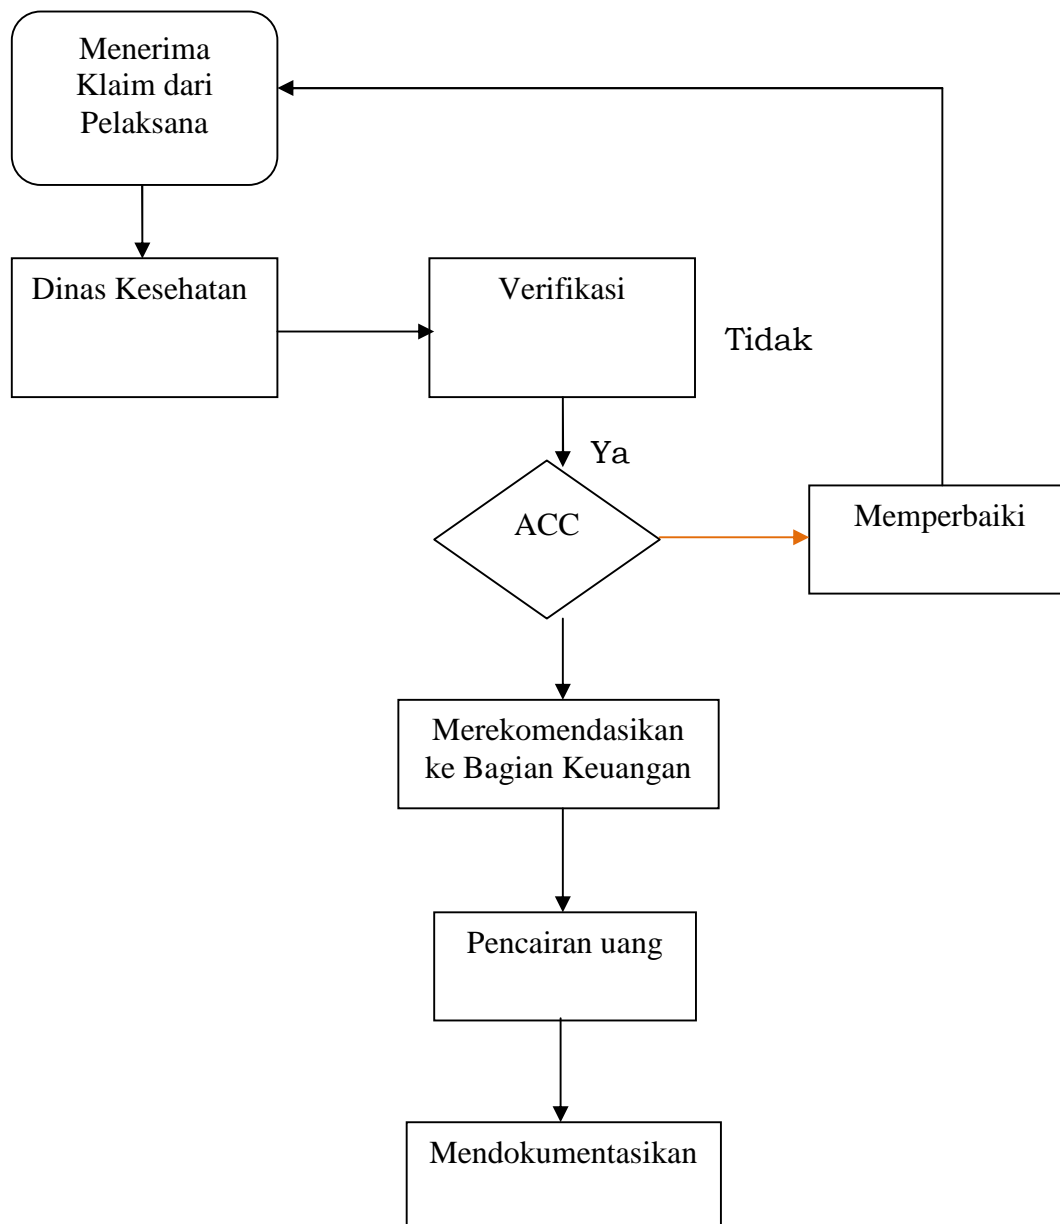 Menerima
Klaim dari
Pelaksana
Dinas Kesehatan
Verifikasi
Tidak
Ya
ACC
Memperbaiki
Merekomendasikan
ke Bagian Keuangan
Pencairan uang
Mendokumentasikan